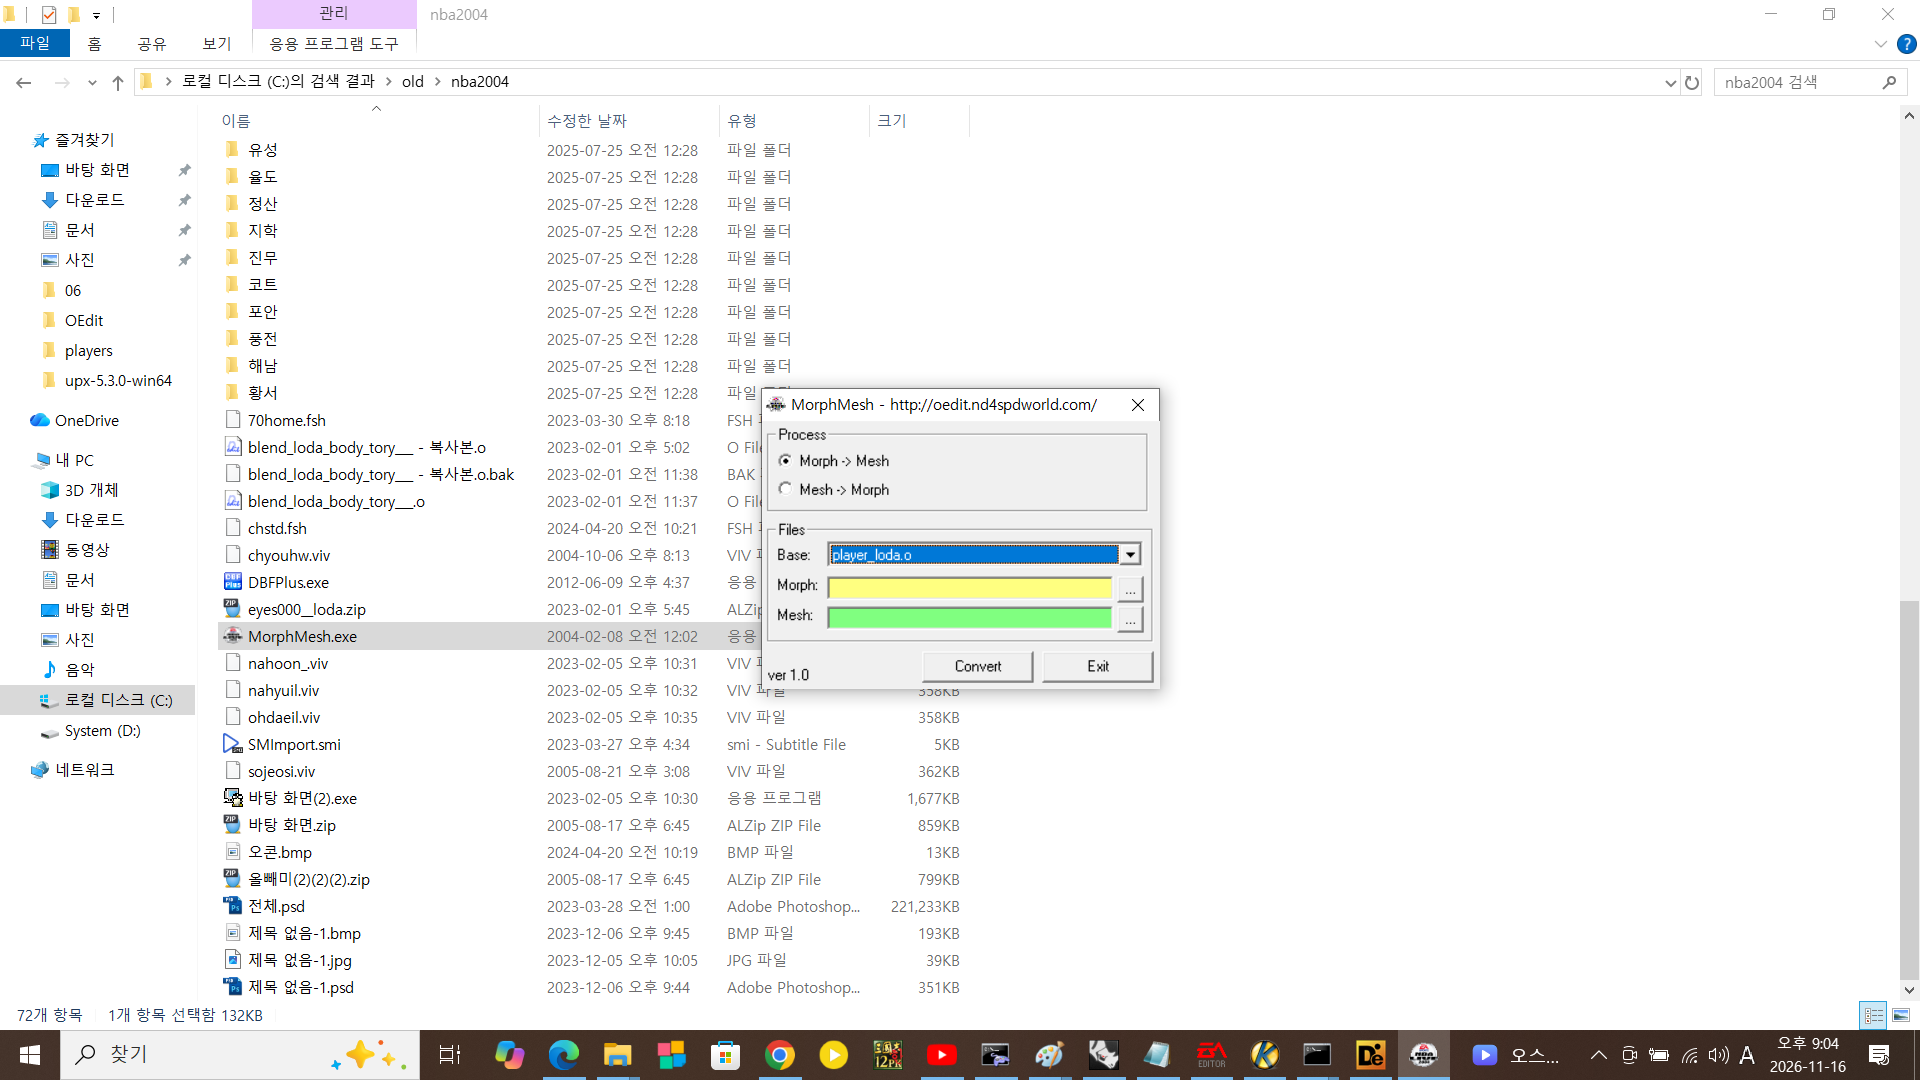 관리
nba2004
파일
홈
공유
보기
응용 프로그램 도구
로컬 디스크 (C:)의 검색 결과 > old > nba2004
nba2004 검색
이름
수정한 날짜
유형
크기
즐겨찾기
바탕 화면
다운로드
문서
사진
06
OEdit
players
upx-5.3.0-win64
OneDrive
내 PC
3D 개체
다운로드
동영상
문서
바탕 화면
사진
음악
로컬 디스크 (C:)
System (D:)
네트워크
유성 2025-07-25 오전 12:28 파일 폴더
율도 2025-07-25 오전 12:28 파일 폴더
정산 2025-07-25 오전 12:28 파일 폴더
지학 2025-07-25 오전 12:28 파일 폴더
진무 2025-07-25 오전 12:28 파일 폴더
코트 2025-07-25 오전 12:28 파일 폴더
포안 2025-07-25 오전 12:28 파일 폴더
풍전 2025-07-25 오전 12:28 파일 폴더
해남 2025-07-25 오전 12:28 파일 폴더
황서 2025-07-25 오전 12:28 파일 폴더
70home.fsh 2023-03-30 오후 8:18 FSH
blend_loda_body_tory___ - 복사본.o 2023-02-01 오후 5:02 O File
blend_loda_body_tory___ - 복사본.o.bak 2023-02-01 오전 11:38 BAK
blend_loda_body_tory___.o 2023-02-01 오전 11:37 O File
chstd.fsh 2024-04-20 오전 10:21 FSH
chyouhw.viv 2004-10-06 오후 8:13 VIV
DBFPlus.exe 2012-06-09 오후 4:37 응용
eyes000__loda.zip 2023-02-01 오후 5:45 ALZip
MorphMesh.exe 2004-02-08 오전 12:02 응용
nahoon_.viv 2023-02-05 오후 10:31 VIV
nahyuil.viv 2023-02-05 오후 10:32 VIV 파일 358KB
ohdaeil.viv 2023-02-05 오후 10:35 VIV 파일 358KB
SMImport.smi 2023-03-27 오후 4:34 smi - Subtitle File 5KB
sojeosi.viv 2005-08-21 오후 3:08 VIV 파일 362KB
바탕 화면(2).exe 2023-02-05 오후 10:30 응용 프로그램 1,677KB
바탕 화면.zip 2005-08-17 오후 6:45 ALZip ZIP File 859KB
오콘.bmp 2024-04-20 오전 10:19 BMP 파일 13KB
올빼미(2)(2)(2).zip 2005-08-17 오후 6:45 ALZip ZIP File 799KB
전체.psd 2023-03-28 오전 1:00 Adobe Photoshop... 221,233KB
제목 없음-1.bmp 2023-12-06 오후 9:45 BMP 파일 193KB
제목 없음-1.jpg 2023-12-05 오후 10:05 JPG 파일 39KB
제목 없음-1.psd 2023-12-06 오후 9:44 Adobe Photoshop... 351KB
MorphMesh - http://oedit.nd4spdworld.com/
Process
Morph -> Mesh
Mesh -> Morph
Files
Base: player_loda.o
Morph: ...
Mesh: ...
ver 1.0
Convert
Exit
72개 항목
1개 항목 선택함 132KB
찾기
오스...
A
오후 9:04
2026-11-16